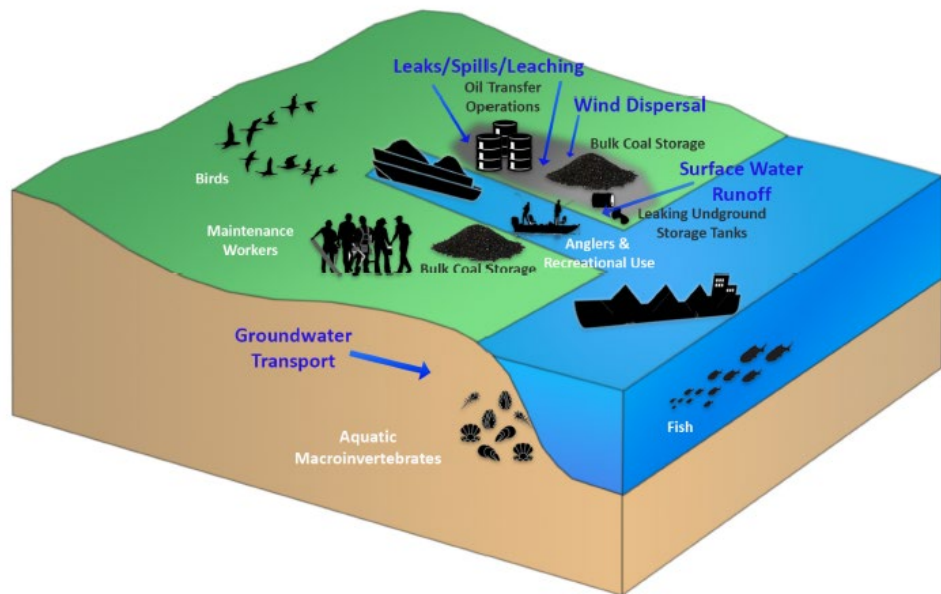 Leaks/Spills/Leaching
Oil Transfer
Operations
Wind Dispersal
Bulk Coal Storage
Surface Water
Runoff
Leaking Undground
Storage Tanks
Birds
Maintenance
Workers
Bulk Coal Storage
Anglers &
Recreational Use
Groundwater
Transport
Aquatic
Macroinvertebrates
Fish